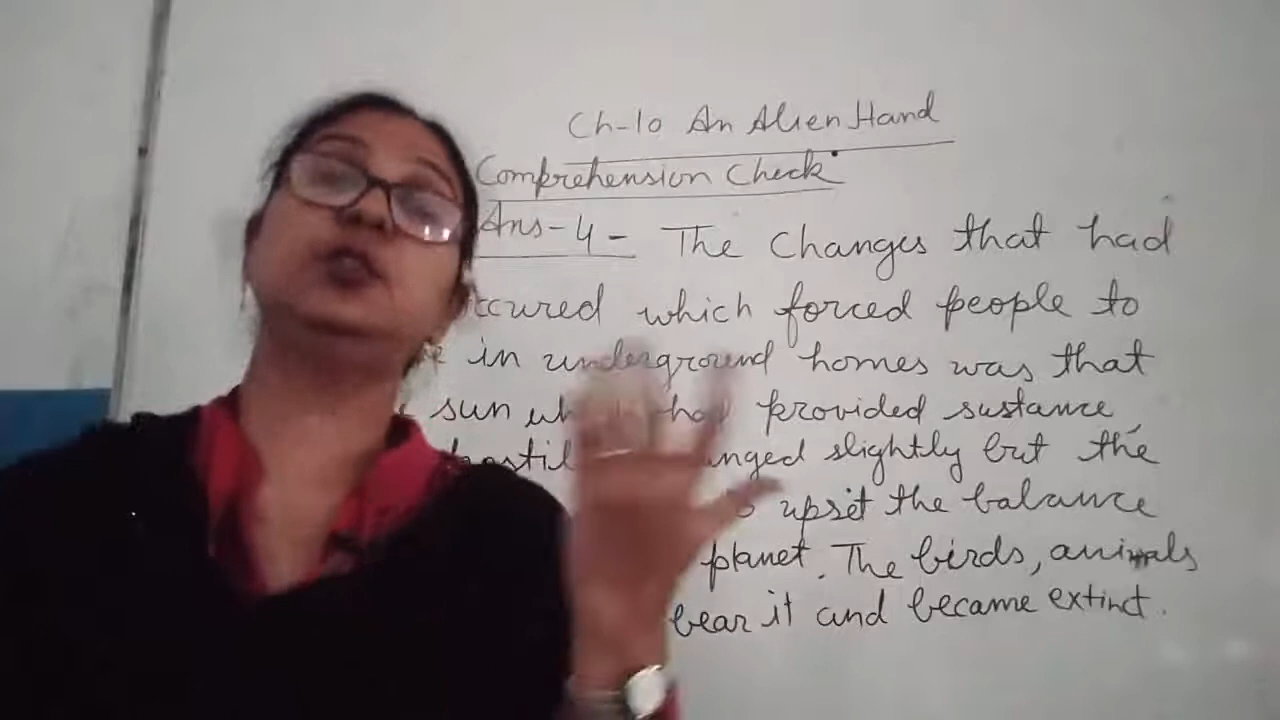 Ch-10 An Alien Hand
Comprehension Check
Ans-4- The changes that had
which forced people to
in underground homes was that
sun provided sustance
slightly but the
upset the balance
planet. The birds, animals
bear it and became extinct.